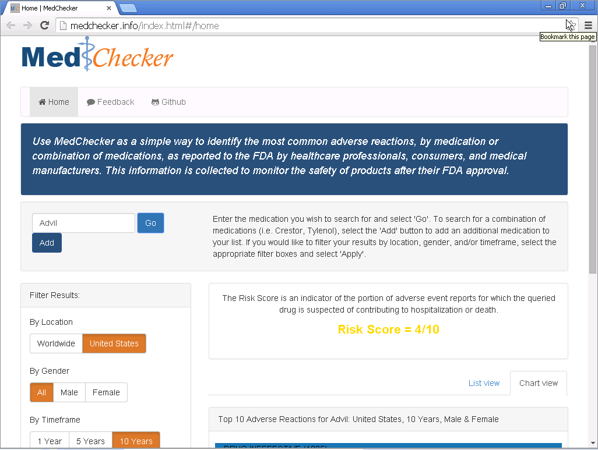 Home | MedChecker
medchecker.info/index.html#/home
Bookmark this page
Med Checker
Home Feedback Github
Use MedChecker as a simple way to identify the most common adverse reactions, by medication or
combination of medications, as reported to the FDA by healthcare professionals, consumers, and medical
manufacturers. This information is collected to monitor the safety of products after their FDA approval.
Advil Go
Add
Enter the medication you wish to search for and select 'Go'. To search for a combination of
medications (i.e. Crestor, Tylenol), select the 'Add' button to add an additional medication to
your list. If you would like to filter your results by location, gender, and/or timeframe, select the
appropriate filter boxes and select 'Apply'.
Filter Results:
By Location
Worldwide United States
By Gender
All Male Female
By Timeframe
1 Year 5 Years 10 Years
The Risk Score is an indicator of the portion of adverse event reports for which the queried
drug is suspected of contributing to hospitalization or death.
Risk Score = 4/10
List view Chart view
Top 10 Adverse Reactions for Advil: United States, 10 Years, Male & Female